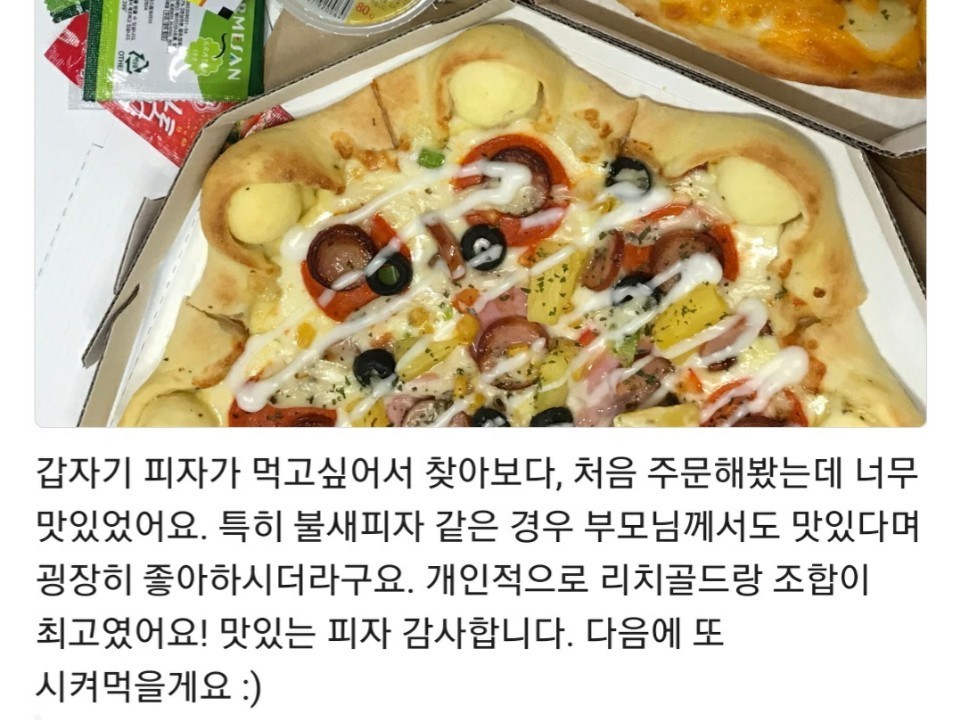 RMESAN
OTHER
80g
갑자기 피자가 먹고싶어서 찾아보다, 처음 주문해봤는데 너무
맛있었어요. 특히 불새피자 같은 경우 부모님께서도 맛있다며
굉장히 좋아하시더라구요. 개인적으로 리치골드랑 조합이
최고였어요! 맛있는 피자 감사합니다. 다음에 또
시켜먹을게요 :)